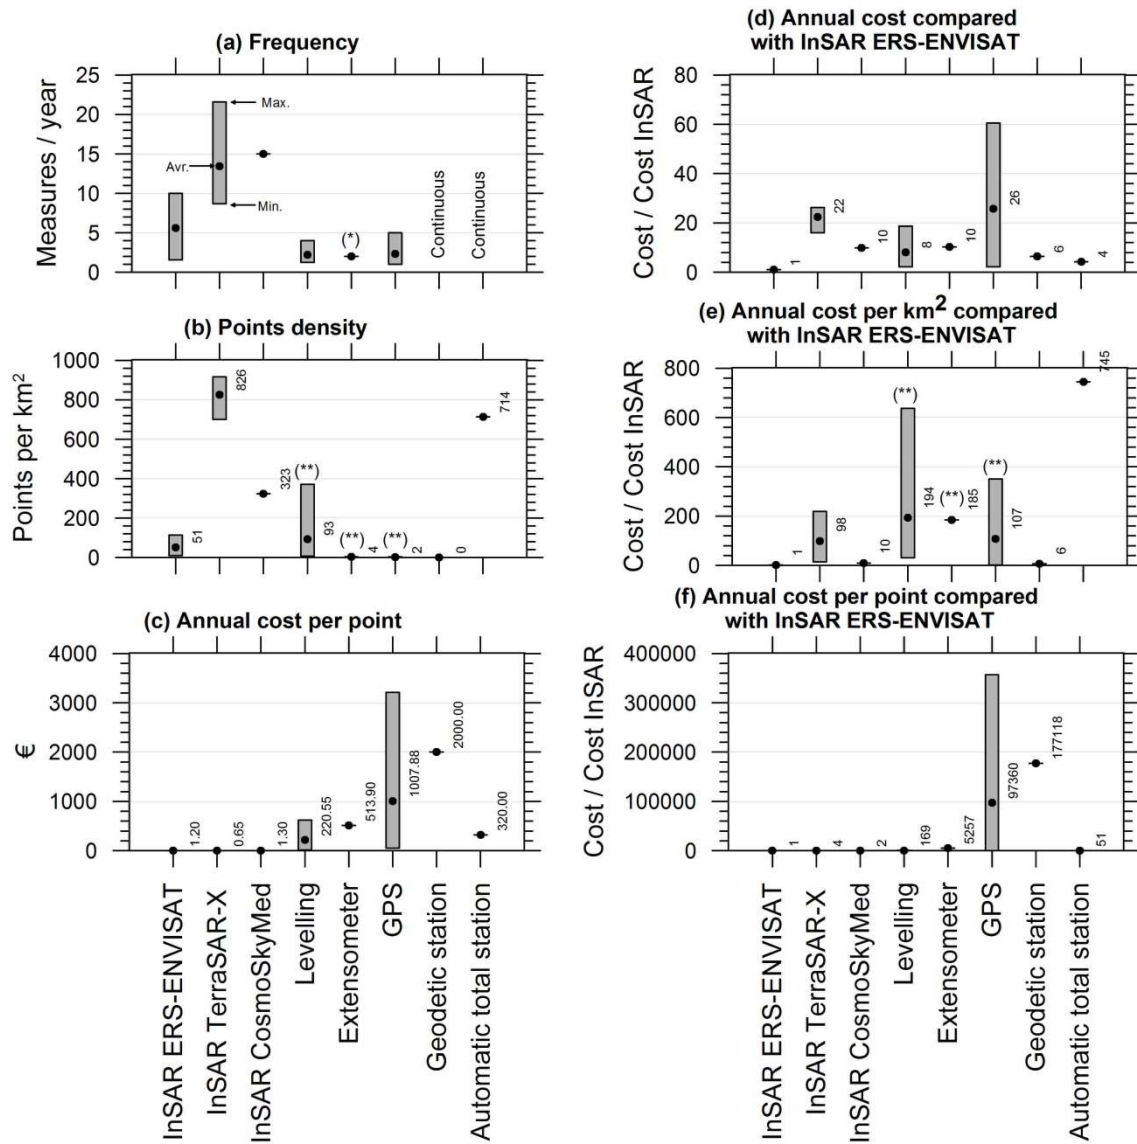 (a) Frequency
Measures / year
25
20
15
10
5
0
Max.
Avr.
Min.
(*)
Continuous
Continuous
(b) Points density
Points per km²
1000
800
600
400
200
0
51
826
323
(**)
93
(**)
4
(**)
2
0
714
(c) Annual cost per point
€
4000
3000
2000
1000
0
1.20
0.65
1.30
220.55
513.90
1007.88
2000.00
320.00
InSAR ERS-ENVISAT
InSAR TerraSAR-X
InSAR CosmoSkyMed
Levelling
Extensometer
GPS
Geodetic station
Automatic total station
(d) Annual cost compared
with InSAR ERS-ENVISAT
Cost / Cost InSAR
80
60
40
20
0
1
22
10
8
10
26
6
4
(e) Annual cost per km² compared
with InSAR ERS-ENVISAT
Cost / Cost InSAR
800
600
400
200
0
1
98
10
(**)
194
(**)
185
(**)
107
6
745
(f) Annual cost per point compared
with InSAR ERS-ENVISAT
Cost / Cost InSAR
400000
300000
200000
100000
0
1
4
2
169
5257
97360
177118
51
InSAR ERS-ENVISAT
InSAR TerraSAR-X
InSAR CosmoSkyMed
Levelling
Extensometer
GPS
Geodetic station
Automatic total station